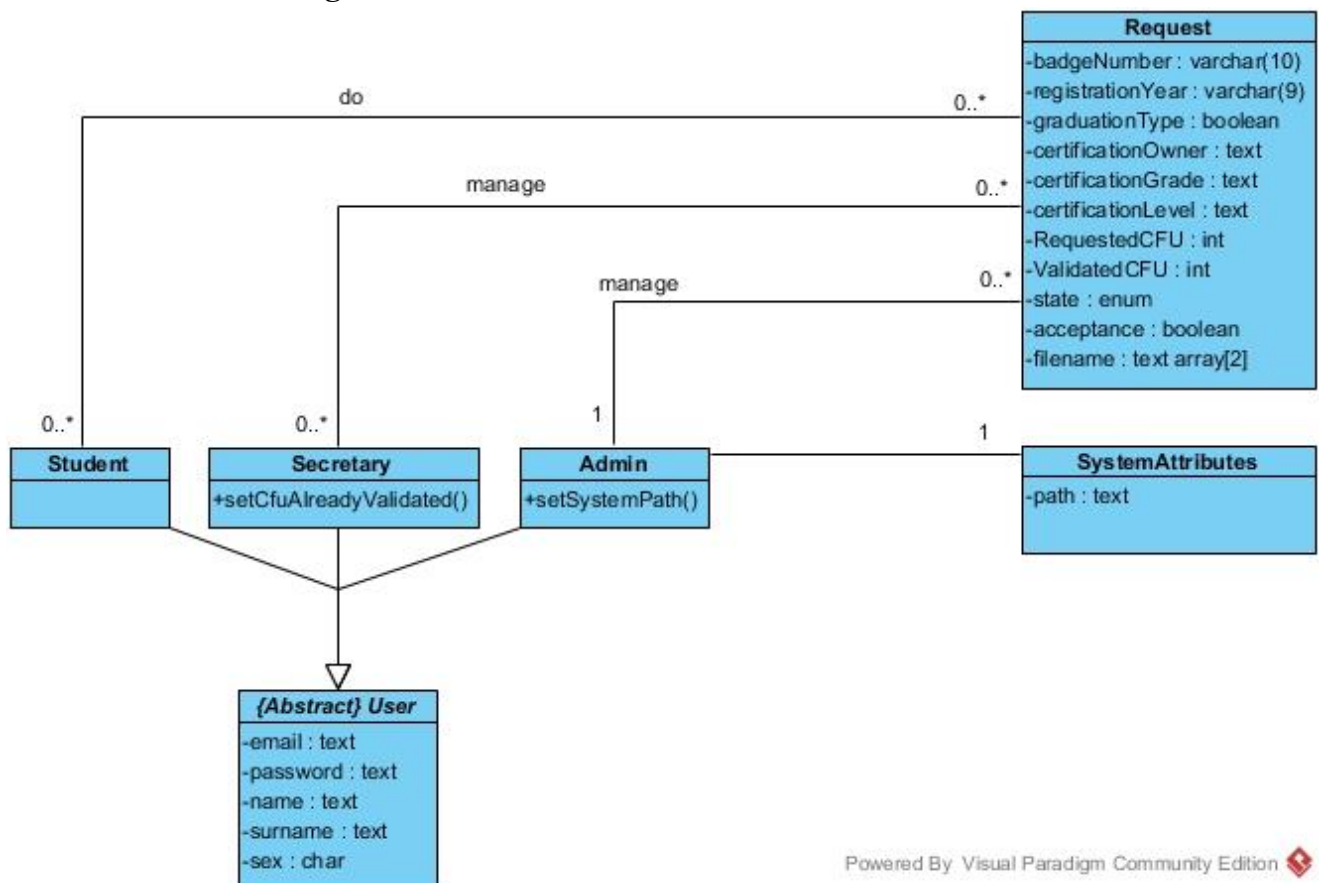 Request
-badgeNumber : varchar(10)
-registrationYear : varchar(9)
-graduationType : boolean
-certificationOwner : text
-certificationGrade : text
-certificationLevel : text
-RequestedCFU : int
-ValidatedCFU : int
-state : enum
-acceptance : boolean
-filename : text array[2]
do
0..*
manage
0..*
manage
0..*
0..*
0..*
1
1
Student
Secretary
+setCfuAlreadyValidated()
Admin
+setSystemPath()
SystemAttributes
-path : text
{Abstract} User
-email : text
-password : text
-name : text
-surname : text
-sex : char
Powered By Visual Paradigm Community Edition